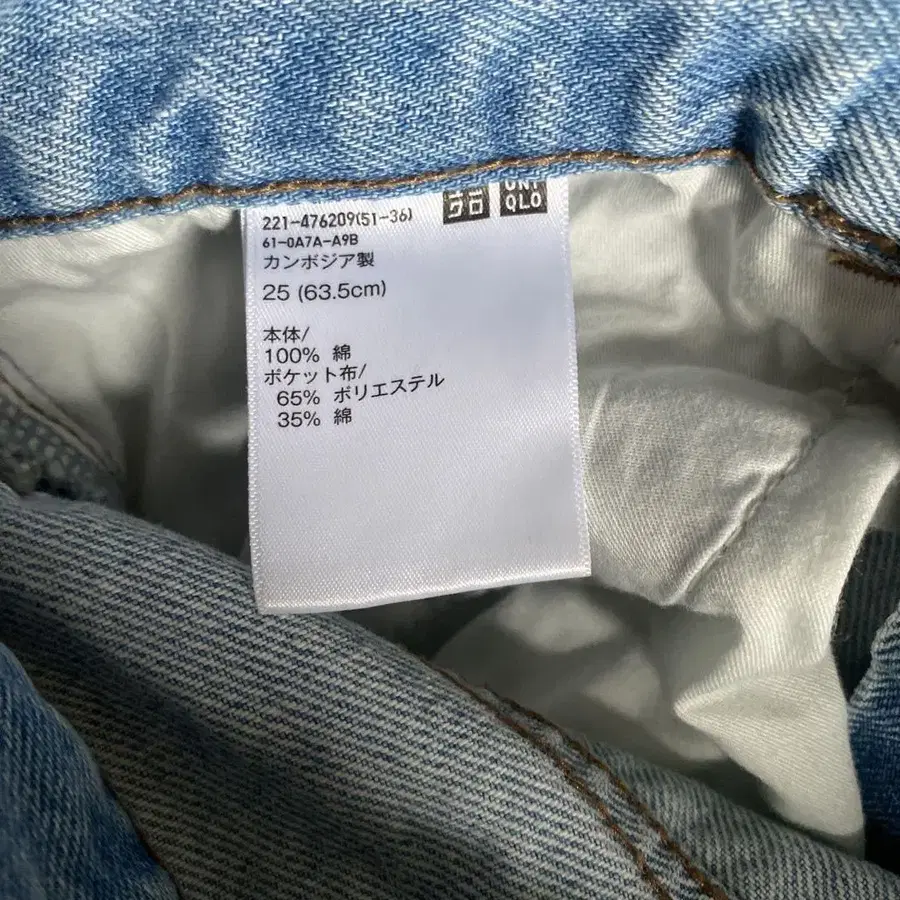 ユニ
クロ
UNI
QLO
221-476209(51-36)
61-0A7A-A9B
カンボジア製
25 (63.5cm)
本体/
100% 綿
ポケット布/
65% ポリエステル
35% 綿